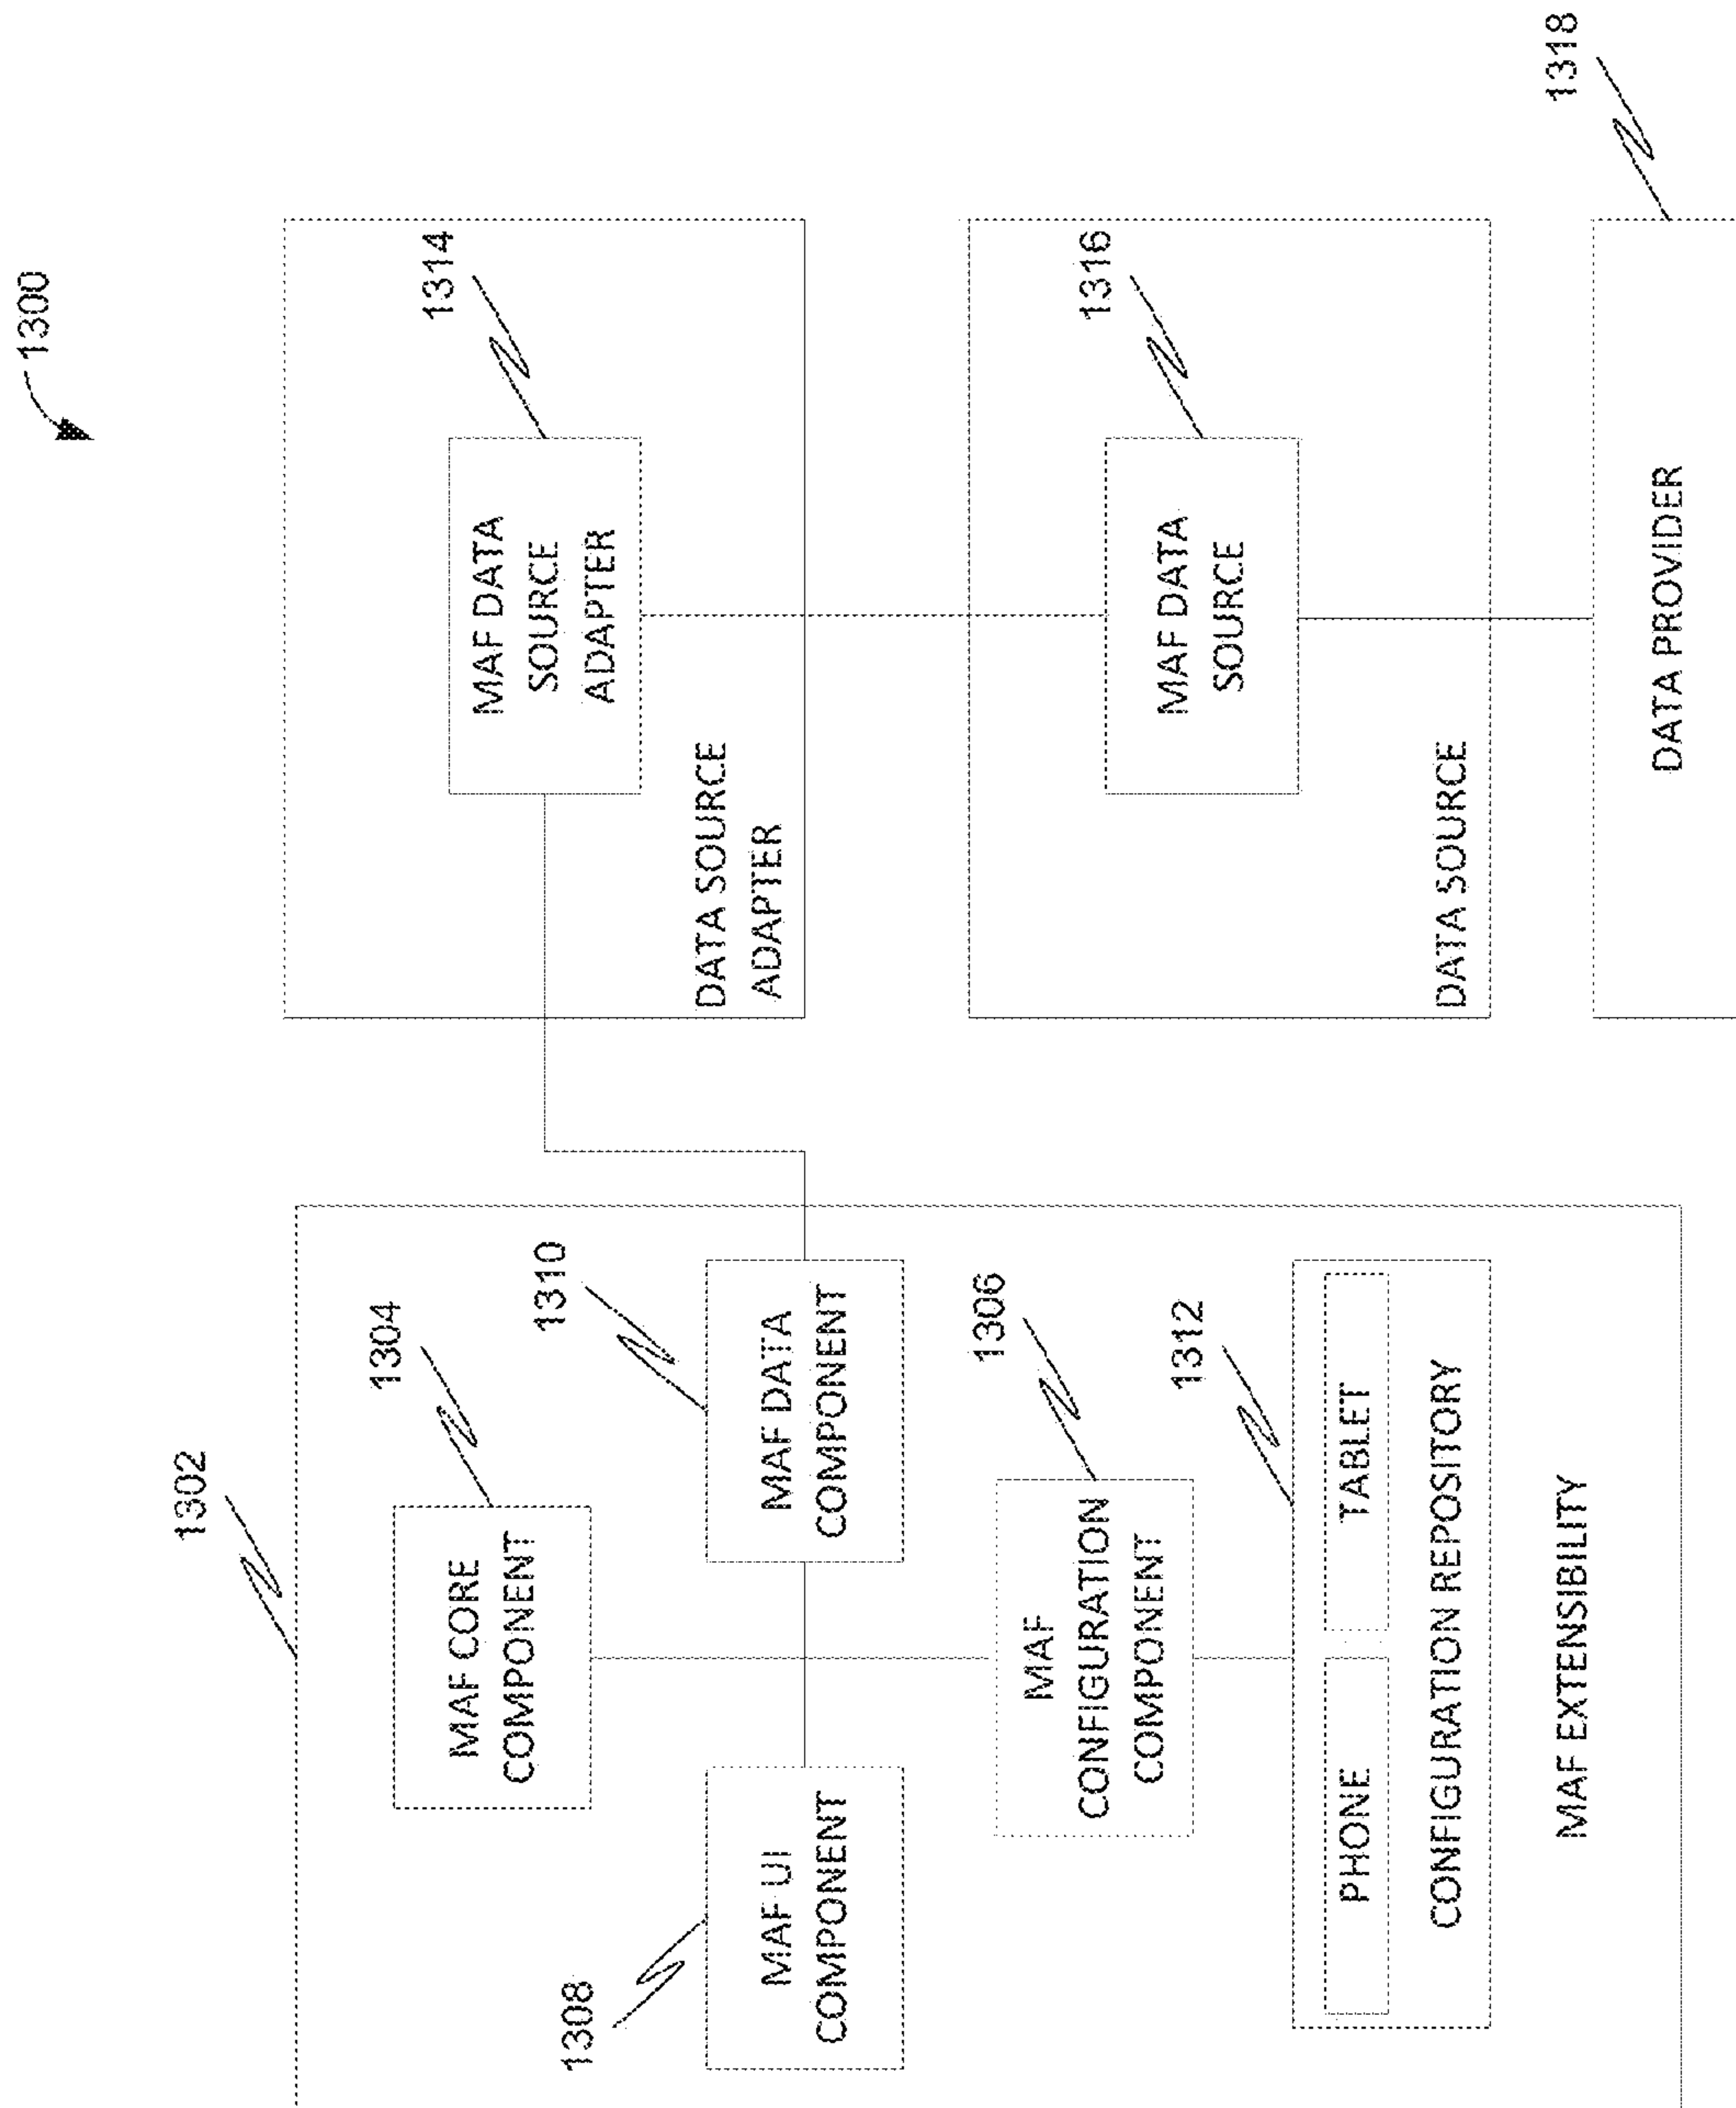 1300
1302
1304
MAF CORE
COMPONENT
1308
MAF UI
COMPONENT
1310
MAF DATA
COMPONENT
1306
MAF
CONFIGURATION
COMPONENT
1312
PHONE
TABLET
CONFIGURATION REPOSITORY
MAF EXTENSIBILITY
1314
MAF DATA
SOURCE
ADAPTER
DATA SOURCE
ADAPTER
1316
MAF DATA
SOURCE
DATA SOURCE
1318
DATA PROVIDER